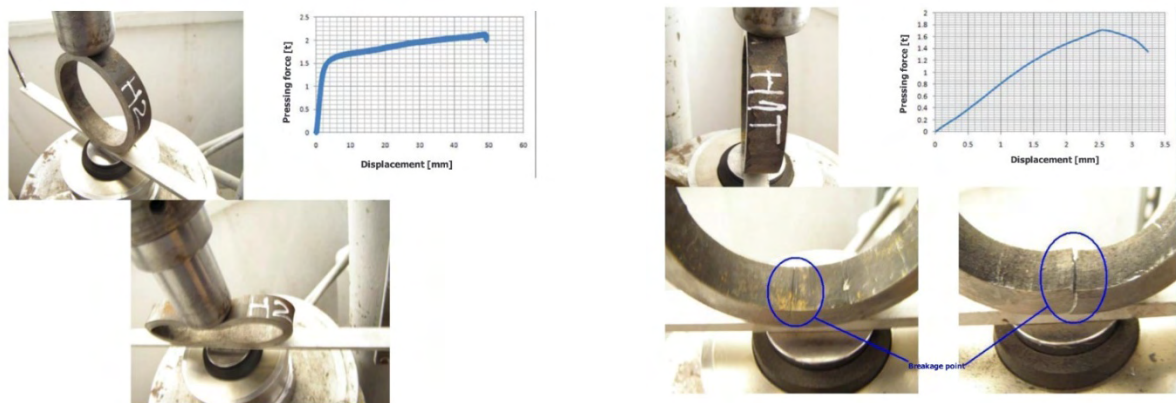 H2
2.5
2
1.5
1
0.5
0
0 10 20 30 40 50 60
Pressing force [t]
Displacement [mm]
H2
2
1.8
1.6
1.4
1.2
1
0.8
0.6
0.4
0.2
0
0 0.5 1 1.5 2 2.5 3 3.5
Pressing force [t]
Displacement [mm]
Breakage point